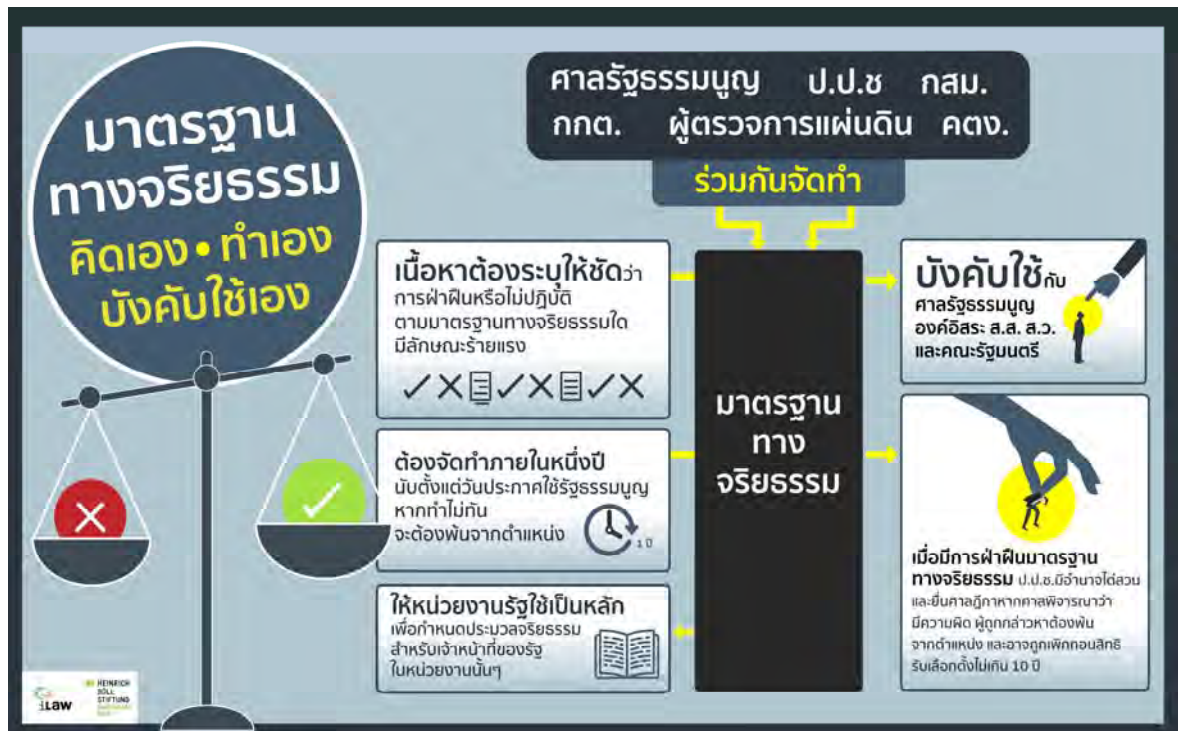 มาตรฐาน
ทางจริยธรรม
คิดเอง • ทำเอง
บังคับใช้เอง
ศาลรัฐธรรมนูญ ป.ป.ช กสม.
กกต. ผู้ตรวจการแผ่นดิน คตง.
ร่วมกันจัดทำ
เนื้อหาต้องระบุให้ชัดว่า
การฝ่าฝืนหรือไม่ปฏิบัติ
ตามมาตรฐานทางจริยธรรมใด
มีลักษณะร้ายแรง
ต้องจัดทำภายในหนึ่งปี
นับตั้งแต่วันประกาศใช้รัฐธรรมนูญ
หากทำไม่ทัน
จะต้องพ้นจากตำแหน่ง
1 ปี
ให้หน่วยงานรัฐใช้เป็นหลัก
เพื่อกำหนดประมวลจริยธรรม
สำหรับเจ้าหน้าที่ของรัฐ
ในหน่วยงานนั้นๆ
มาตรฐาน
ทาง
จริยธรรม
บังคับใช้กับ
ศาลรัฐธรรมนูญ
องค์อิสระ ส.ส. ส.ว.
และคณะรัฐมนตรี
เมื่อมีการฝ่าฝืนมาตรฐาน
ทางจริยธรรม ป.ป.ช.มีอำนาจไต่สวน
และยื่นศาลฎีกาหากศาลพิจารณาว่า
มีความผิด ผู้ถูกกล่าวหาต้องพ้น
จากตำแหน่ง และอาจถูกเพิกถอนสิทธิ
รับเลือกตั้งไม่เกิน 10 ปี
iLaw
HEINRICH
BÖLL
STIFTUNG